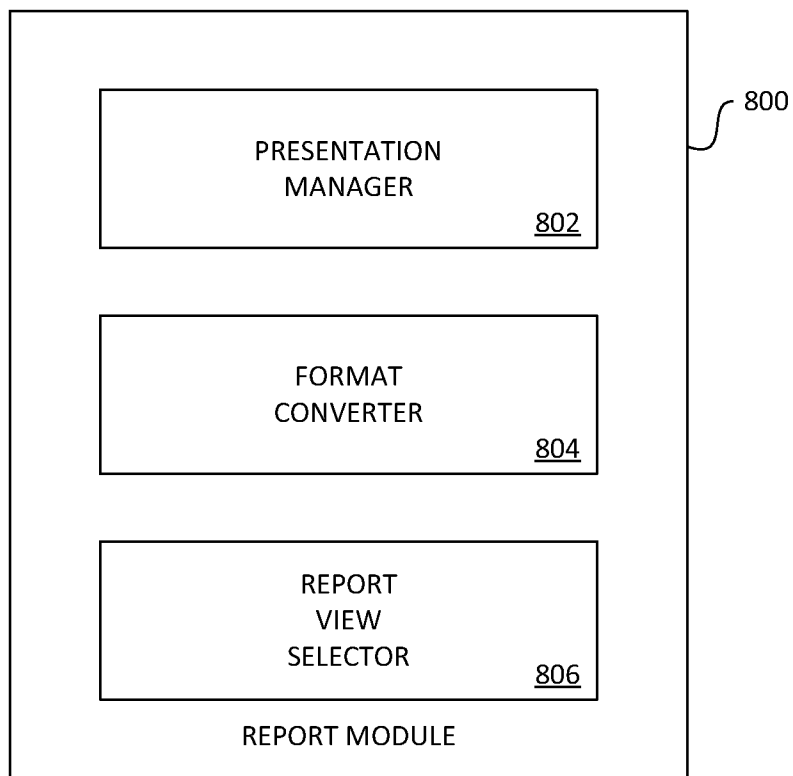 800
PRESENTATION
MANAGER
802
FORMAT
CONVERTER
804
REPORT
VIEW
SELECTOR
806
REPORT MODULE